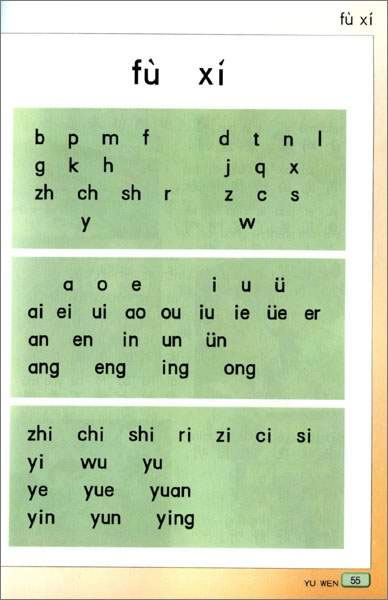 fù xí
fù xí
b p m f d t n l
g k h j q x
zh ch sh r z c s
y w
a o e i u ü
ai ei ui ao ou iu ie üe er
an en in un ün
ang eng ing ong
zhi chi shi ri zi ci si
yi wu yu
ye yue yuan
yin yun ying
YU WEN 55